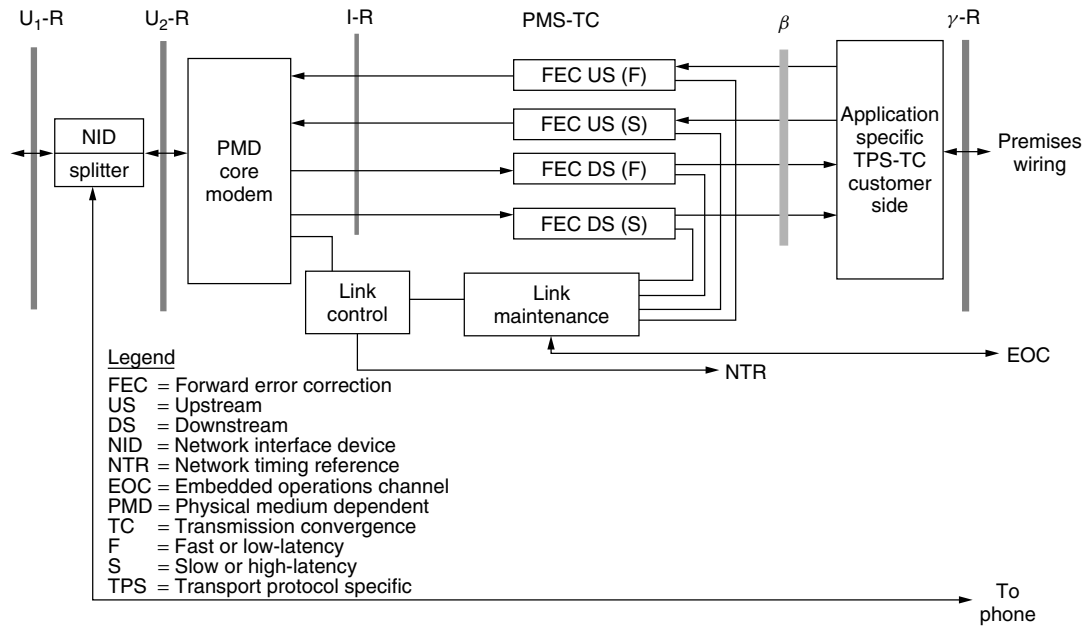 U1-R
U2-R
I-R
PMS-TC
β
γ-R
FEC US (F)
FEC US (S)
FEC DS (F)
FEC DS (S)
NID
splitter
PMD
core
modem
Application
specific
TPS-TC
customer
side
Premises
wiring
Link
control
Link
maintenance
EOC
NTR
Legend
FEC = Forward error correction
US = Upstream
DS = Downstream
NID = Network interface device
NTR = Network timing reference
EOC = Embedded operations channel
PMD = Physical medium dependent
TC = Transmission convergence
F = Fast or low-latency
S = Slow or high-latency
TPS = Transport protocol specific
To
phone